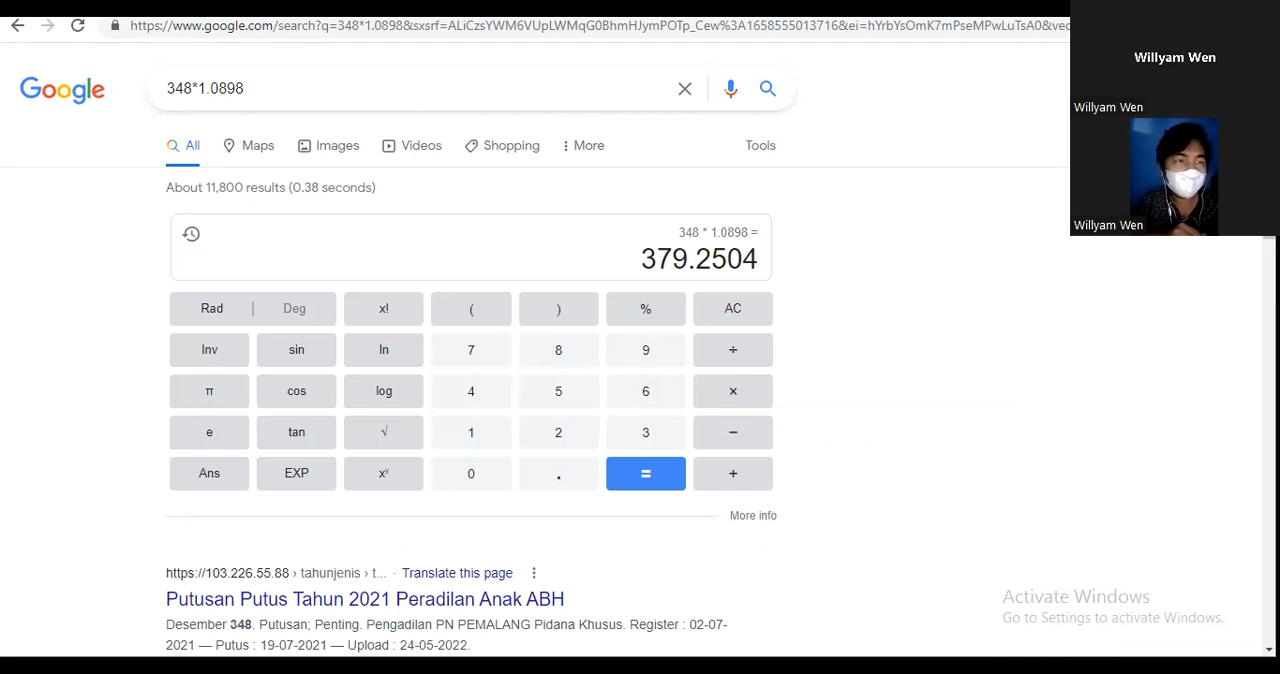 https://www.google.com/search?q=348*1.0898&sxsrf=ALiCzsYWM6VUpLWMqG0BhmHJymPOTp_Cew%3A1658555013716&ei=hYrbYsOmK7mPseMPwLuTsA0&vec
Willyam Wen
Google
348*1.0898
Willyam Wen
All Maps Images Videos Shopping More Tools
About 11,800 results (0.38 seconds)
Willyam Wen
348 * 1.0898 =
379.2504
Rad | Deg x! ( ) % AC
Inv sin ln 7 8 9 ÷
π cos log 4 5 6 ×
e tan √ 1 2 3 −
Ans EXP xʸ 0 . = +
More info
https://103.226.55.88 › tahunjenis › t... · Translate this page
Putusan Putus Tahun 2021 Peradilan Anak ABH
Desember 348. Putusan; Penting. Pengadilan PN PEMALANG Pidana Khusus. Register : 02-07-
2021 — Putus : 19-07-2021 — Upload : 24-05-2022.
Activate Windows
Go to Settings to activate Windows.